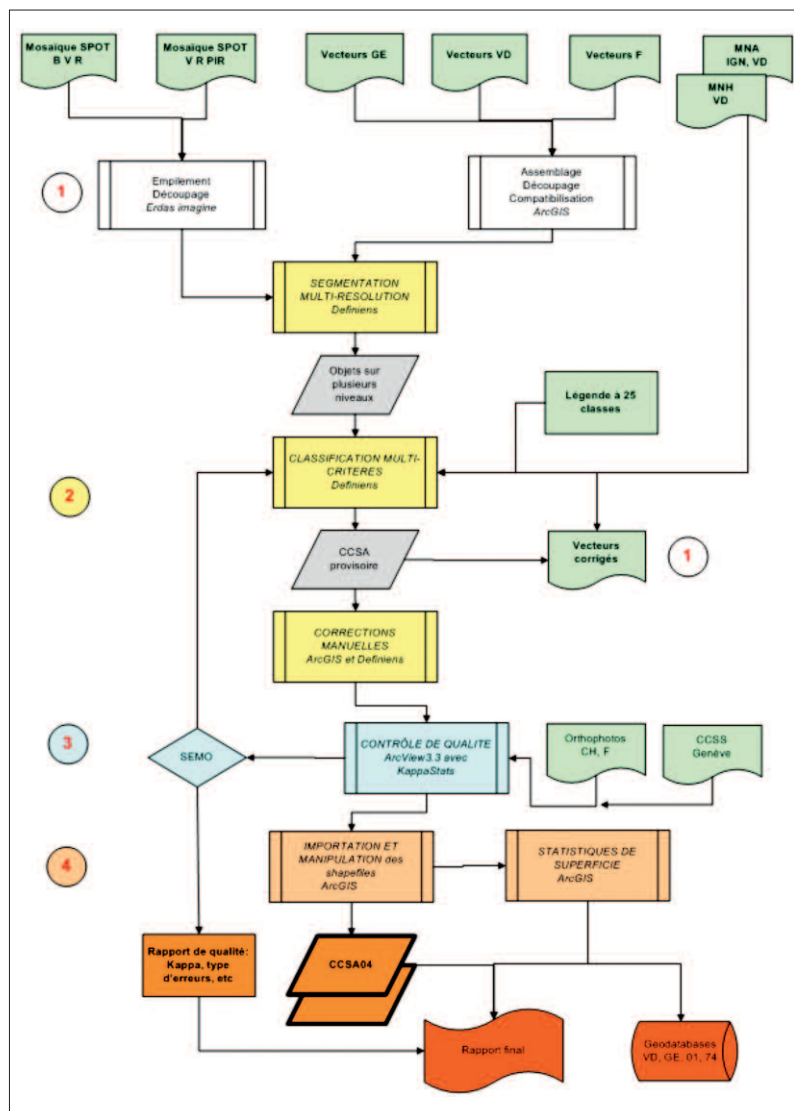 Mosaïque SPOT
B V R
Mosaïque SPOT
V R PIR
Vecteurs GE
Vecteurs VD
Vecteurs F
MNA
IGN, VD
MNH
VD
1
Empilement
Découpage
Erdas imagine
Assemblage
Découpage
Compatibilisation
ArcGIS
SEGMENTATION
MULTI-RESOLUTION
Definiens
Objets sur
plusieurs
niveaux
Légende à 25
classes
2
CLASSIFICATION MULTI-
CRITERES
Definiens
CCSA
provisoire
Vecteurs
corrigés
1
CORRECTIONS
MANUELLES
ArcGIS et Definiens
3
SEMO
CONTRÔLE DE QUALITE
ArcView3.3 avec
KappaStats
Orthophotos
CH, F
CCSS
Genève
4
IMPORTATION ET
MANIPULATION des
shapefiles
ArcGIS
STATISTIQUES DE
SUPERFICIE
ArcGIS
Rapport de qualité:
Kappa, type
d'erreurs, etc
CCSA04
Rapport final
Geodatabases
VD, GE, 01, 74